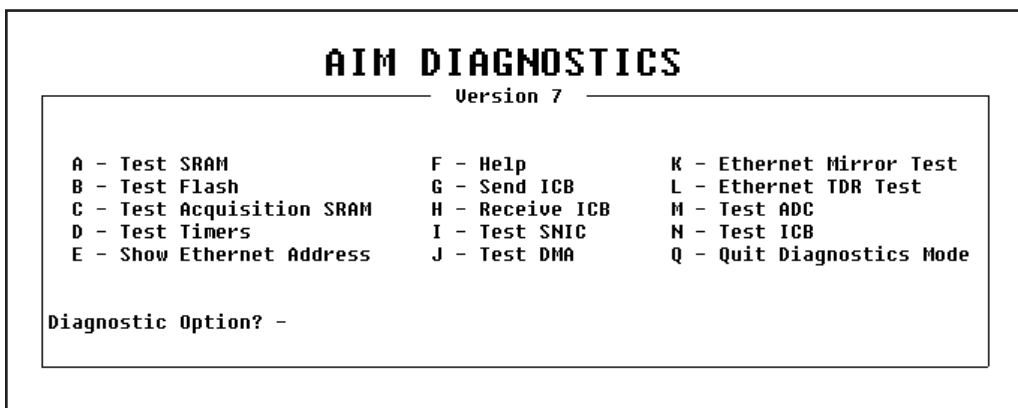 AIM DIAGNOSTICS
Version 7
A - Test SRAM F - Help K - Ethernet Mirror Test
B - Test Flash G - Send ICB L - Ethernet TDR Test
C - Test Acquisition SRAM H - Receive ICB M - Test ADC
D - Test Timers I - Test SNIC N - Test ICB
E - Show Ethernet Address J - Test DMA Q - Quit Diagnostics Mode
Diagnostic Option? -